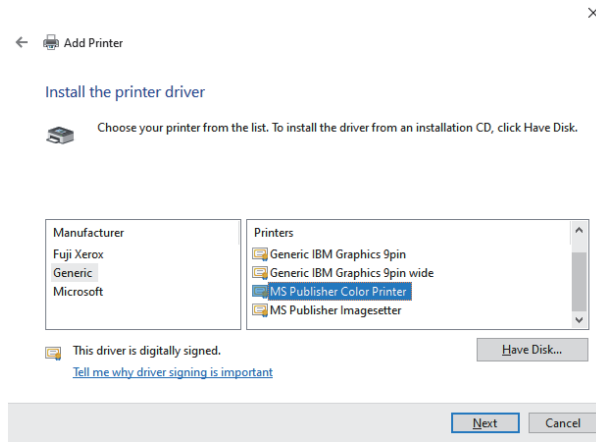 Add Printer
Install the printer driver
Choose your printer from the list. To install the driver from an installation CD, click Have Disk.
Manufacturer
Fuji Xerox
Generic
Microsoft
Printers
Generic IBM Graphics 9pin
Generic IBM Graphics 9pin wide
MS Publisher Color Printer
MS Publisher Imagesetter
This driver is digitally signed.
Have Disk...
Tell me why driver signing is important
Next
Cancel